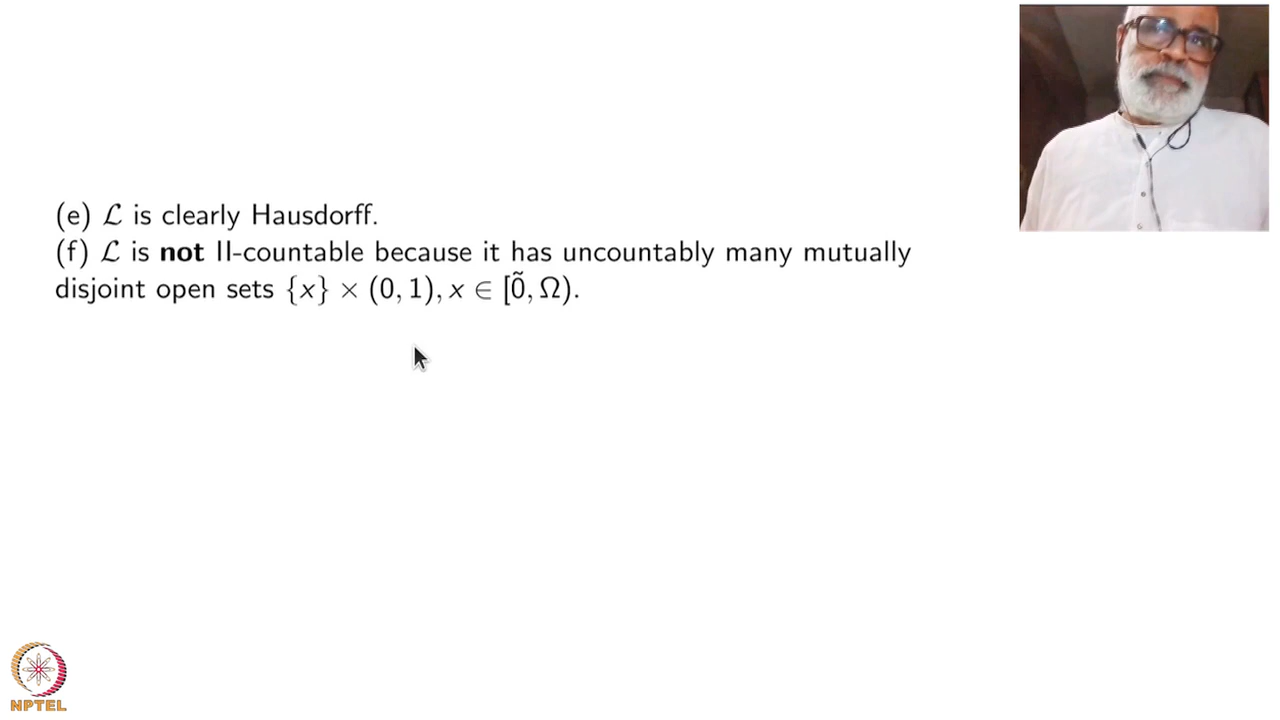 (e) ℒ is clearly Hausdorff.
(f) ℒ is not II-countable because it has uncountably many mutually
disjoint open sets {x} × (0, 1), x ∈ [0̃, Ω).
NPTEL